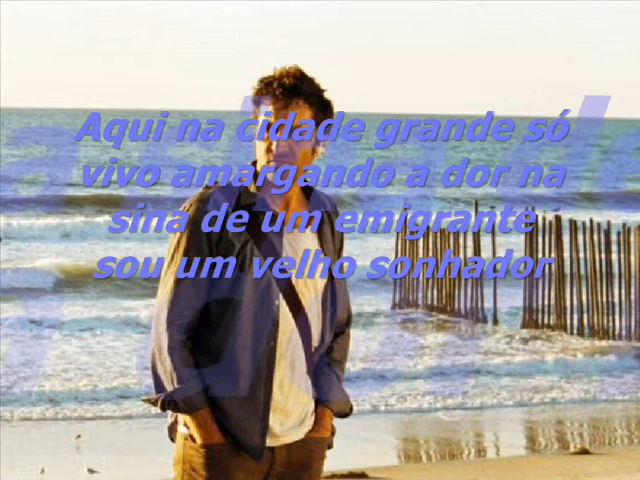 Aqui na cidade grande só
vivo amargando a dor na
sina de um emigrante
sou um velho sonhador